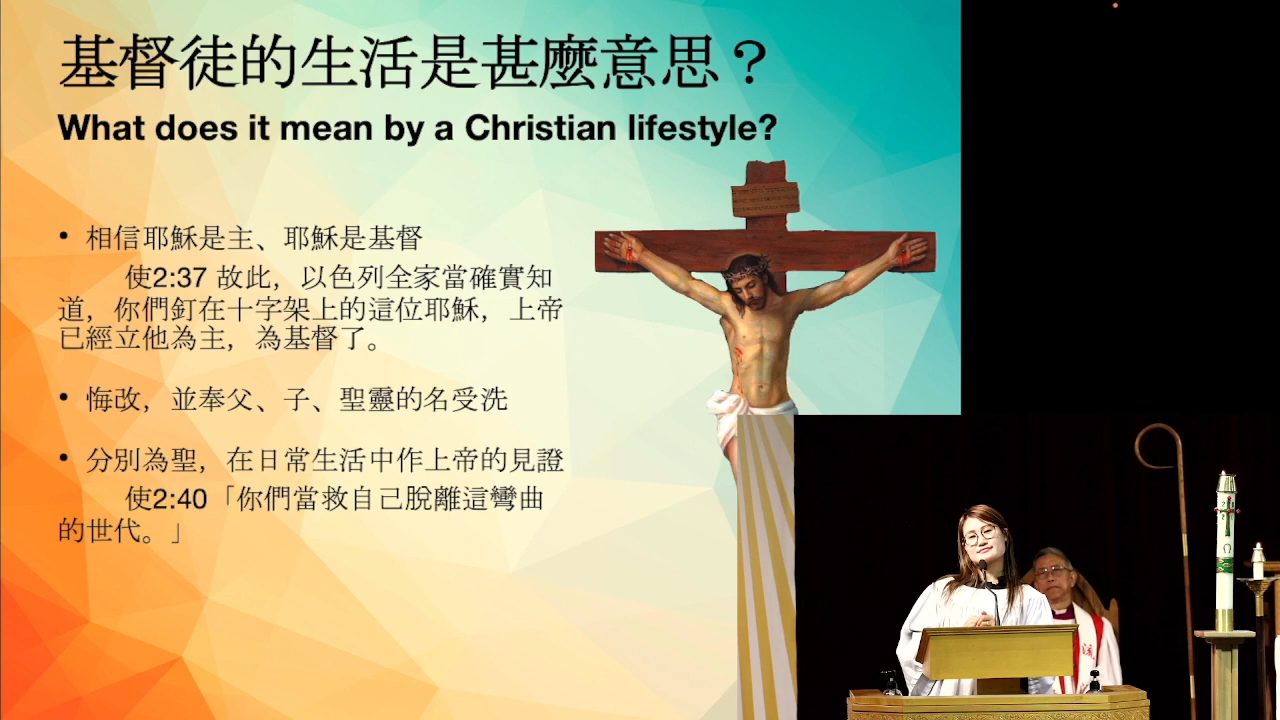 基督徒的生活是甚麼意思？
What does it mean by a Christian lifestyle?
• 相信耶穌是主、耶穌是基督
使2:37 故此，以色列全家當確實知
道，你們釘在十字架上的這位耶穌，上帝
已經立他為主，為基督了。
• 悔改，並奉父、子、聖靈的名受洗
• 分別為聖，在日常生活中作上帝的見證
使2:40「你們當救自己脫離這彎曲
的世代。」